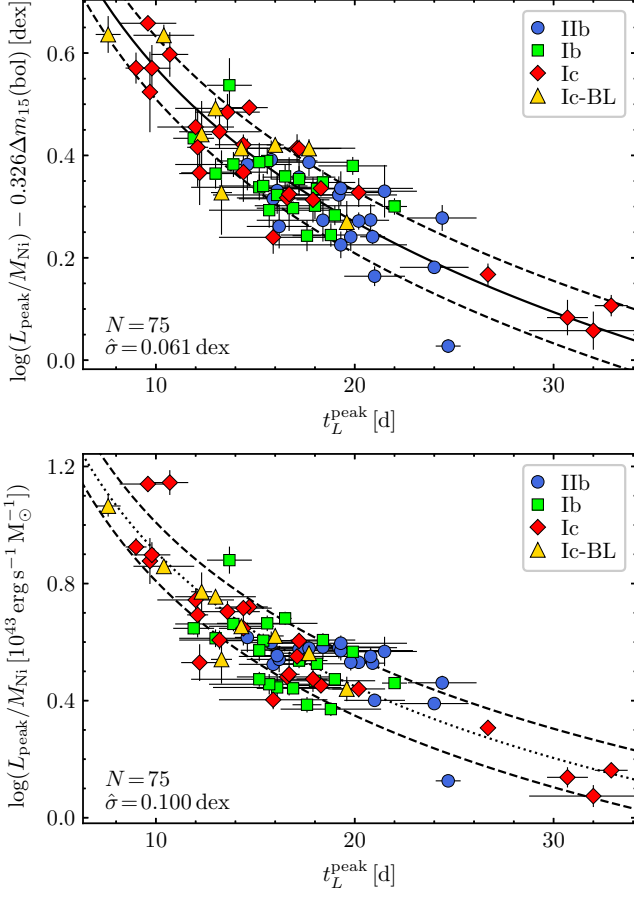 log(L_peak/M_Ni) − 0.326Δm_15(bol) [dex]
0.6
0.4
0.2
0.0
IIb
Ib
Ic
Ic-BL
N = 75
σ̂ = 0.061 dex
10 20 30
t_L^peak [d]
log(L_peak/M_Ni [10^43 erg s^−1 M_⊙^−1])
1.2
0.8
0.4
0.0
IIb
Ib
Ic
Ic-BL
N = 75
σ̂ = 0.100 dex
10 20 30
t_L^peak [d]